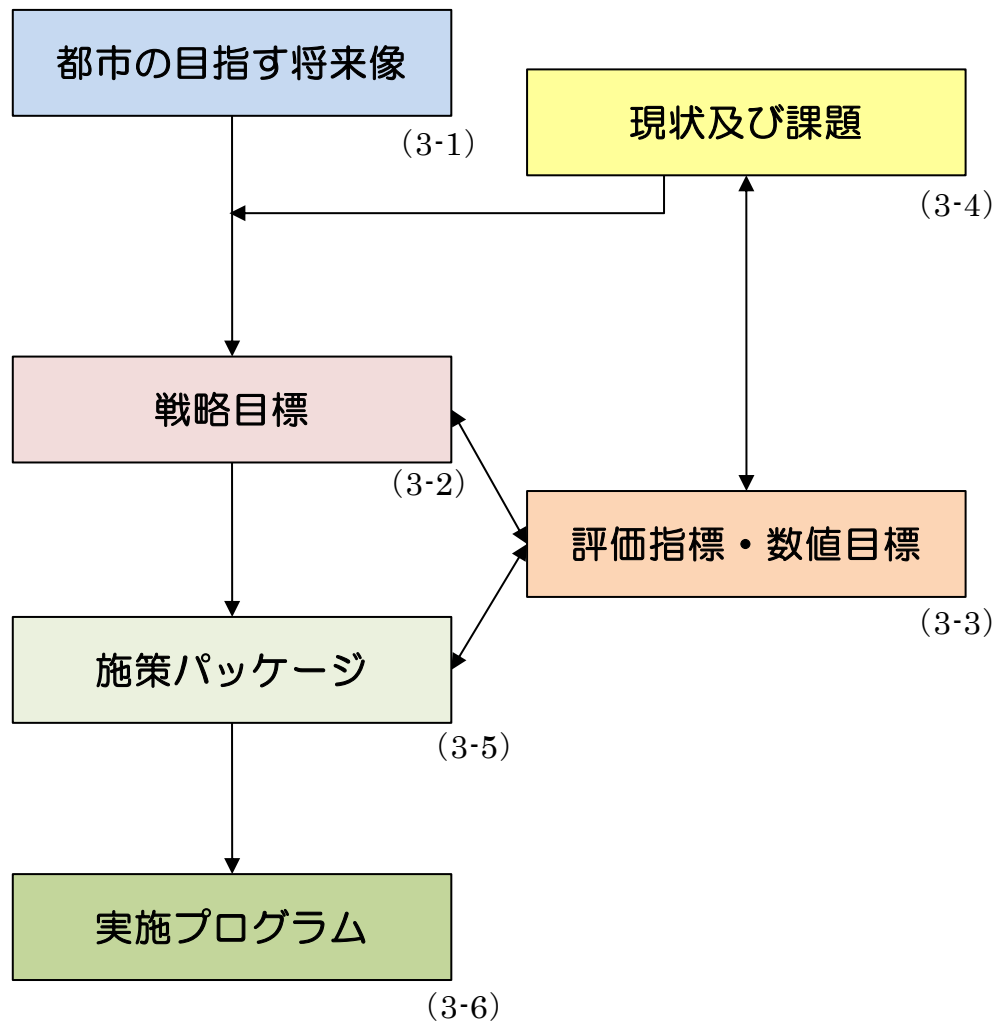 都市の目指す将来像
（3-1）
現状及び課題
（3-4）
戦略目標
（3-2）
評価指標・数値目標
（3-3）
施策パッケージ
（3-5）
実施プログラム
（3-6）